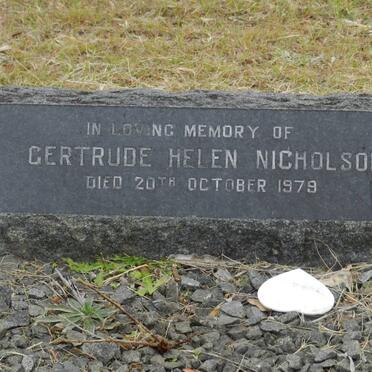 IN LOVING MEMORY OF
GERTRUDE HELEN NICHOLSO
DIED 20TH OCTOBER 1979